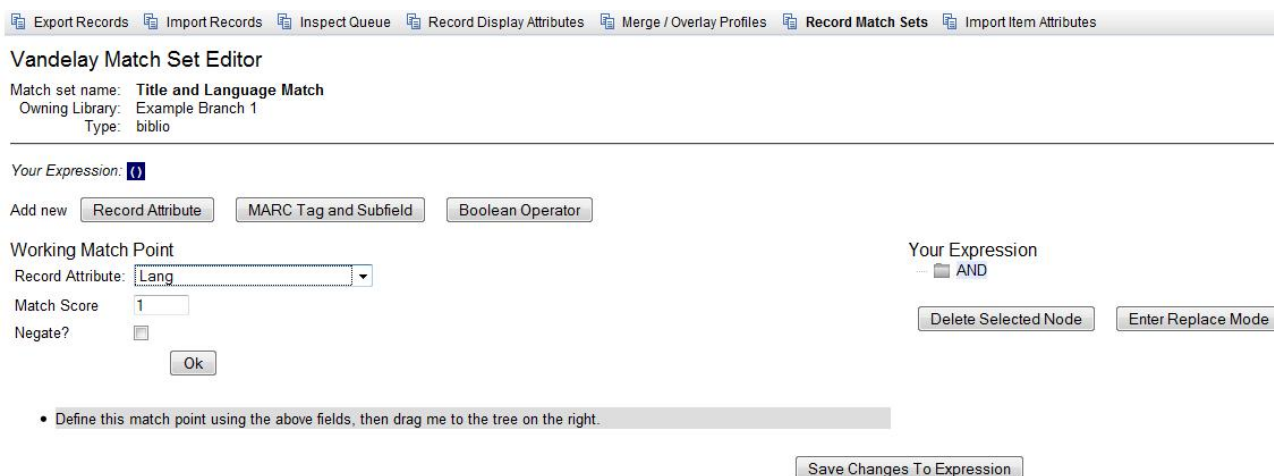 Export Records Import Records Inspect Queue Record Display Attributes Merge / Overlay Profiles Record Match Sets Import Item Attributes
Vandelay Match Set Editor
Match set name: Title and Language Match
Owning Library: Example Branch 1
Type: biblio
Your Expression: ()
Add new Record Attribute MARC Tag and Subfield Boolean Operator
Working Match Point
Record Attribute: Lang
Match Score 1
Negate?
Ok
Your Expression
AND
Delete Selected Node Enter Replace Mode
• Define this match point using the above fields, then drag me to the tree on the right.
Save Changes To Expression